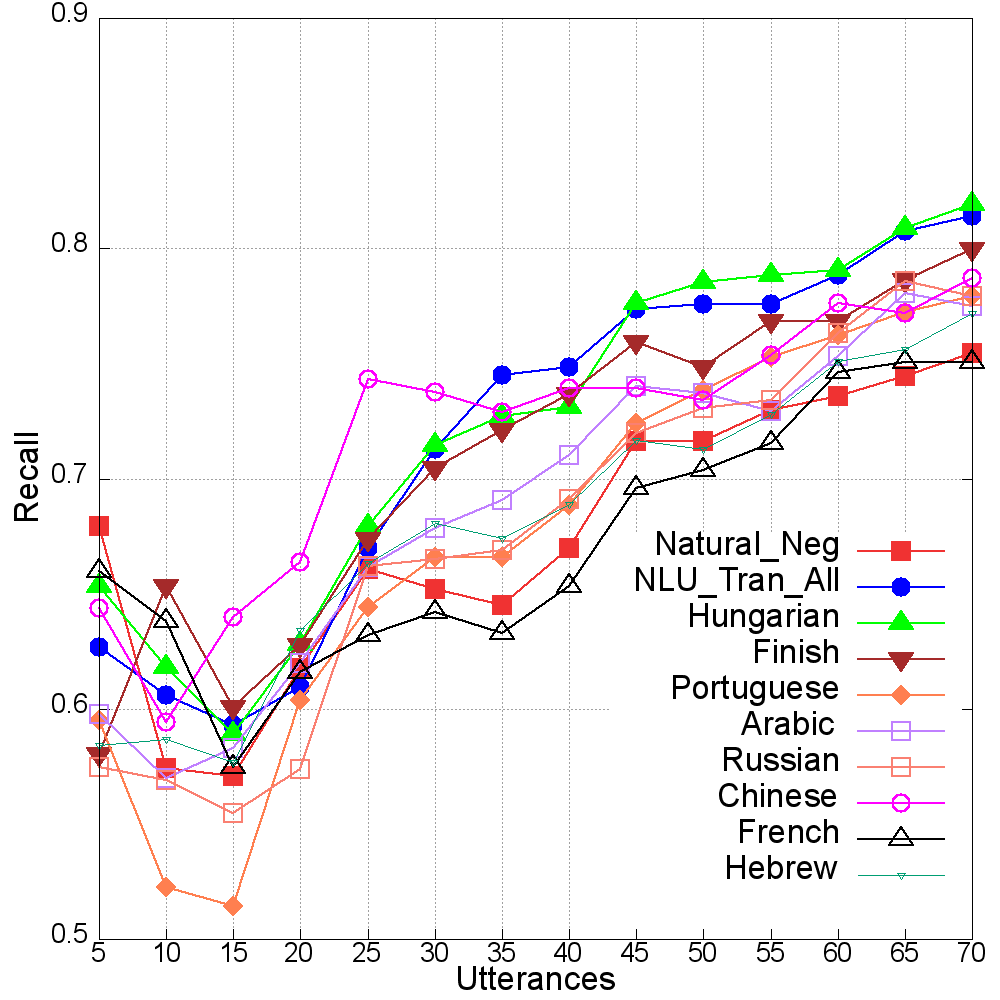 0.9
0.8
0.7
0.6
0.5
Recall
Natural_Neg
NLU_Tran_All
Hungarian
Finish
Portuguese
Arabic
Russian
Chinese
French
Hebrew
5 10 15 20 25 30 35 40 45 50 55 60 65 70
Utterances